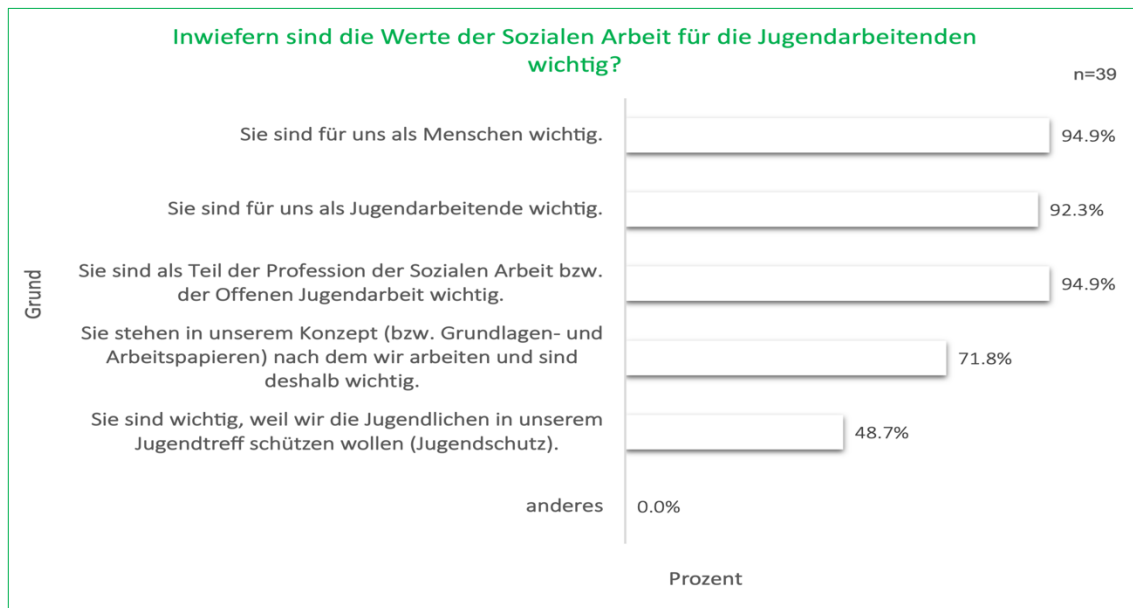 Inwiefern sind die Werte der Sozialen Arbeit für die Jugendarbeitenden
wichtig?
n=39
Grund
Sie sind für uns als Menschen wichtig.
94.9%
Sie sind für uns als Jugendarbeitende wichtig.
92.3%
Sie sind als Teil der Profession der Sozialen Arbeit bzw.
der Offenen Jugendarbeit wichtig.
94.9%
Sie stehen in unserem Konzept (bzw. Grundlagen- und
Arbeitspapieren) nach dem wir arbeiten und sind
deshalb wichtig.
71.8%
Sie sind wichtig, weil wir die Jugendlichen in unserem
Jugendtreff schützen wollen (Jugendschutz).
48.7%
anderes
0.0%
Prozent